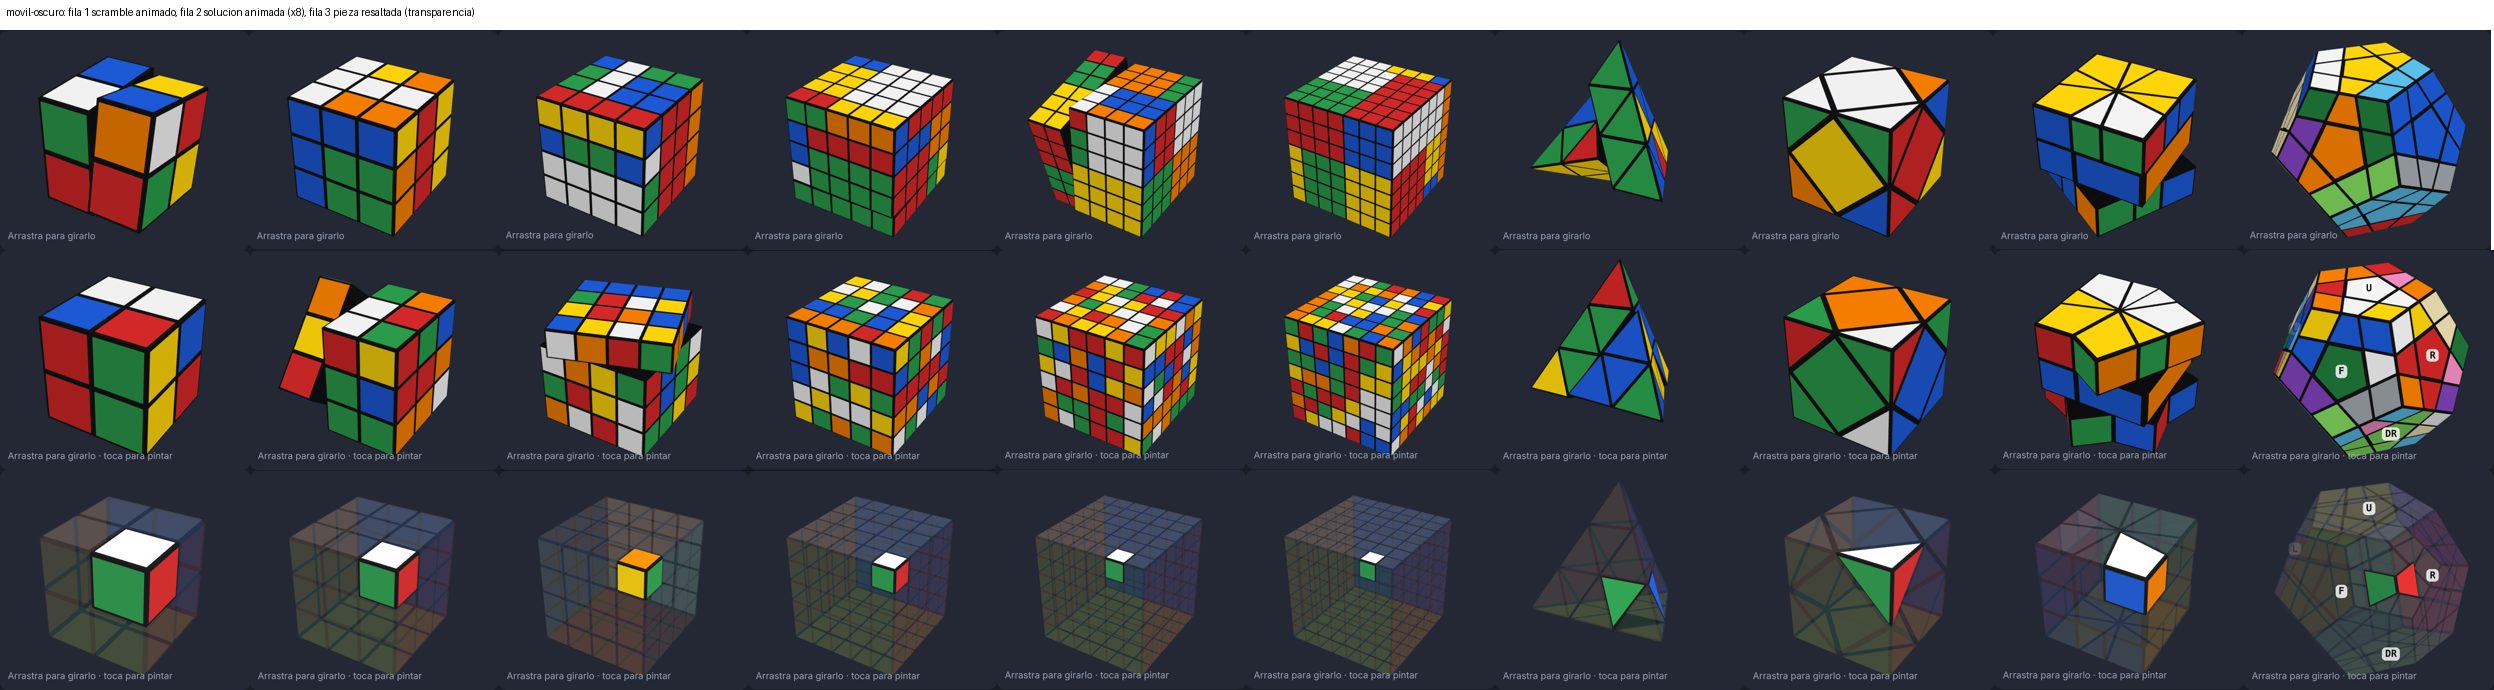 movil-oscuro: fila 1 scramble animado, fila 2 solucion animada (x8), fila 3 pieza resaltada (transparencia)
Arrastra para girarlo
Arrastra para girarlo
Arrastra para girarlo
Arrastra para girarlo
Arrastra para girarlo
Arrastra para girarlo
Arrastra para girarlo
Arrastra para girarlo
Arrastra para girarlo
Arrastra para girarlo
U
R
F
DR
Arrastra para girarlo · toca para pintar
Arrastra para girarlo · toca para pintar
Arrastra para girarlo · toca para pintar
Arrastra para girarlo · toca para pintar
Arrastra para girarlo · toca para pintar
Arrastra para girarlo · toca para pintar
Arrastra para girarlo · toca para pintar
Arrastra para girarlo · toca para pintar
Arrastra para girarlo · toca para pintar
Arrastra para girarlo · toca para pintar
U
L
R
F
DR
Arrastra para girarlo · toca para pintar
Arrastra para girarlo · toca para pintar
Arrastra para girarlo · toca para pintar
Arrastra para girarlo · toca para pintar
Arrastra para girarlo · toca para pintar
Arrastra para girarlo · toca para pintar
Arrastra para girarlo · toca para pintar
Arrastra para girarlo · toca para pintar
Arrastra para girarlo · toca para pintar
Arrastra para girarlo · toca para pintar